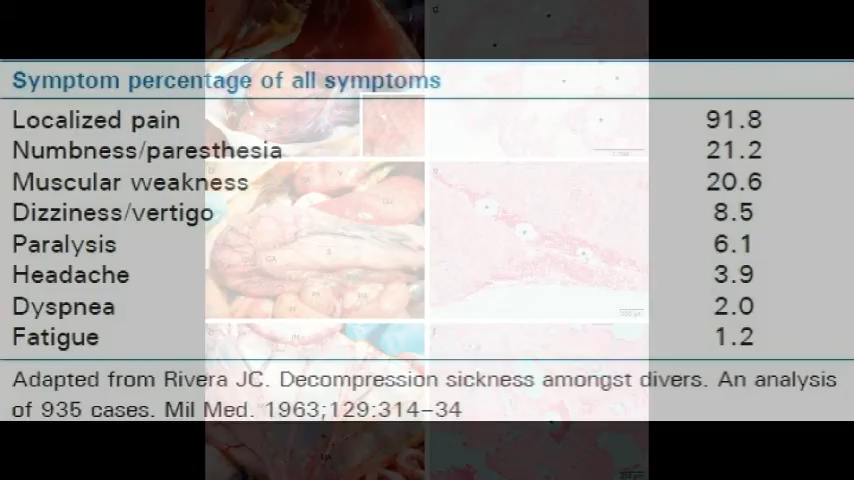 Symptom percentage of all symptoms
Localized pain 91.8
Numbness/paresthesia 21.2
Muscular weakness 20.6
Dizziness/vertigo 8.5
Paralysis 6.1
Headache 3.9
Dyspnea 2.0
Fatigue 1.2
Adapted from Rivera JC. Decompression sickness amongst divers. An analysis
of 935 cases. Mil Med. 1963;129:314–34